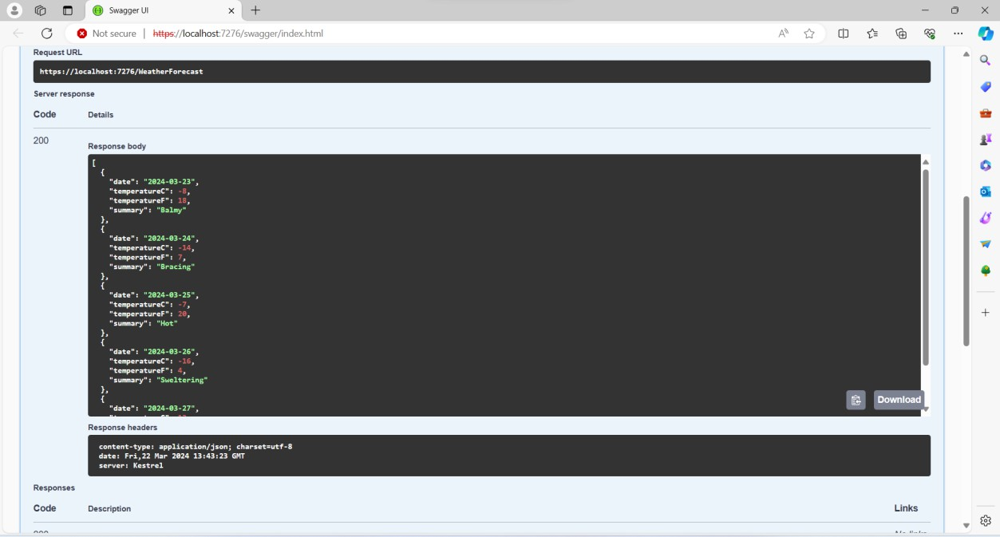 Swagger UI
Not secure | https://localhost:7276/swagger/index.html
Request URL
https://localhost:7276/WeatherForecast
Server response
Code Details
200
Response body
[
{
"date": "2024-03-23",
"temperatureC": -8,
"temperatureF": 18,
"summary": "Balmy"
},
{
"date": "2024-03-24",
"temperatureC": -14,
"temperatureF": 7,
"summary": "Bracing"
},
{
"date": "2024-03-25",
"temperatureC": -7,
"temperatureF": 20,
"summary": "Hot"
},
{
"date": "2024-03-26",
"temperatureC": -16,
"temperatureF": 4,
"summary": "Sweltering"
},
{
"date": "2024-03-27",
Download
Response headers
content-type: application/json; charset=utf-8
date: Fri,22 Mar 2024 13:43:23 GMT
server: Kestrel
Responses
Code Description Links